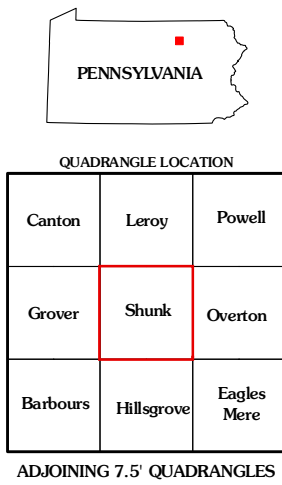 PENNSYLVANIA
QUADRANGLE LOCATION
Canton Leroy Powell
Grover Shunk Overton
Barbours Hillsgrove Eagles
Mere
ADJOINING 7.5' QUADRANGLES